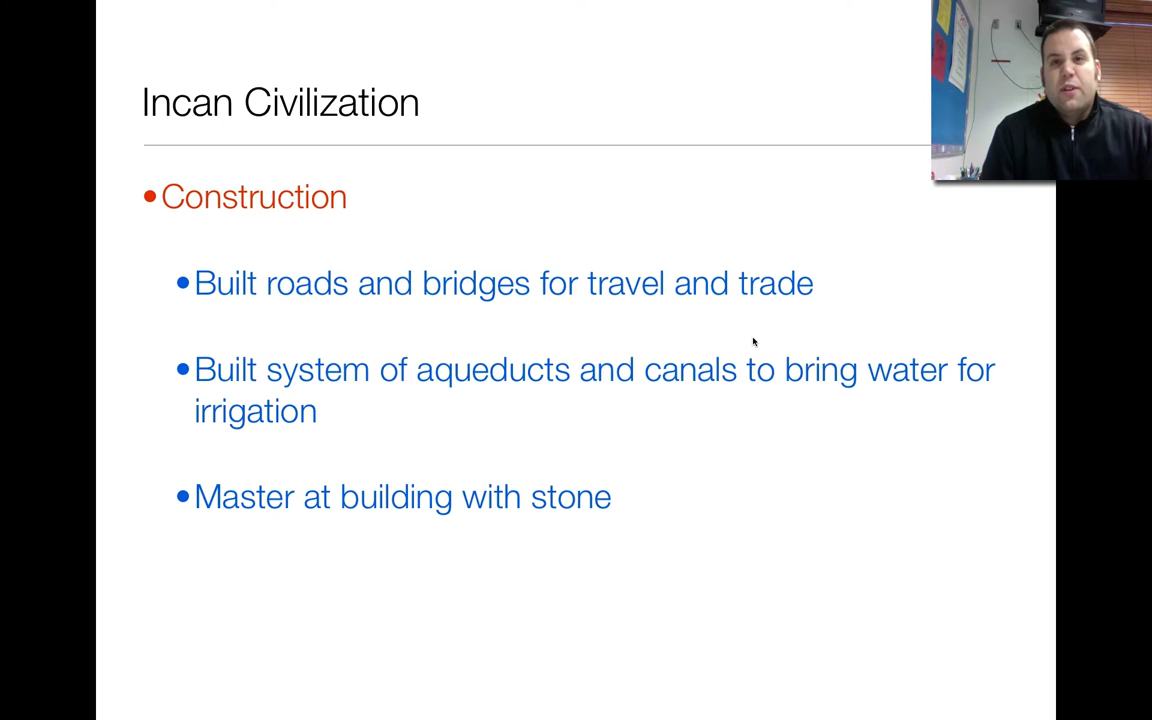 Incan Civilization
•Construction
•Built roads and bridges for travel and trade
•Built system of aqueducts and canals to bring water for
irrigation
•Master at building with stone